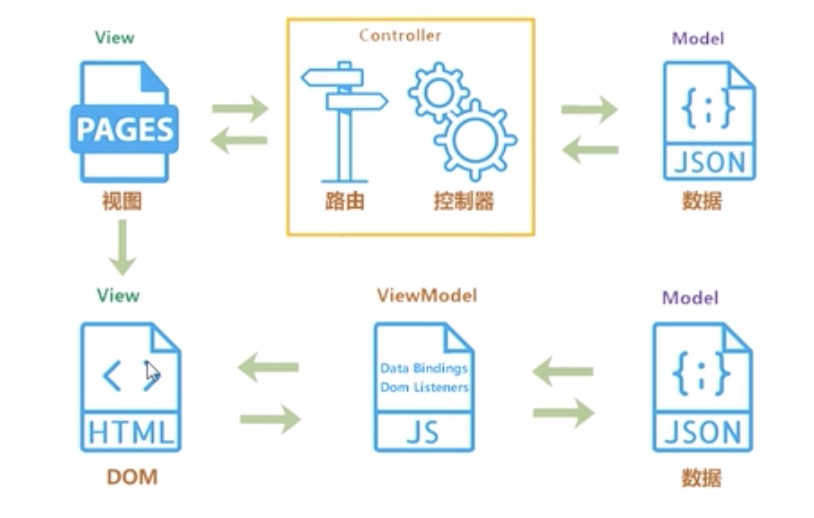 View
Controller
Model
PAGES
{;}
JSON
视图
路由
控制器
数据
View
ViewModel
Model
< >
Data Bindings
Dom Listeners
{;}
HTML
JS
JSON
DOM
数据